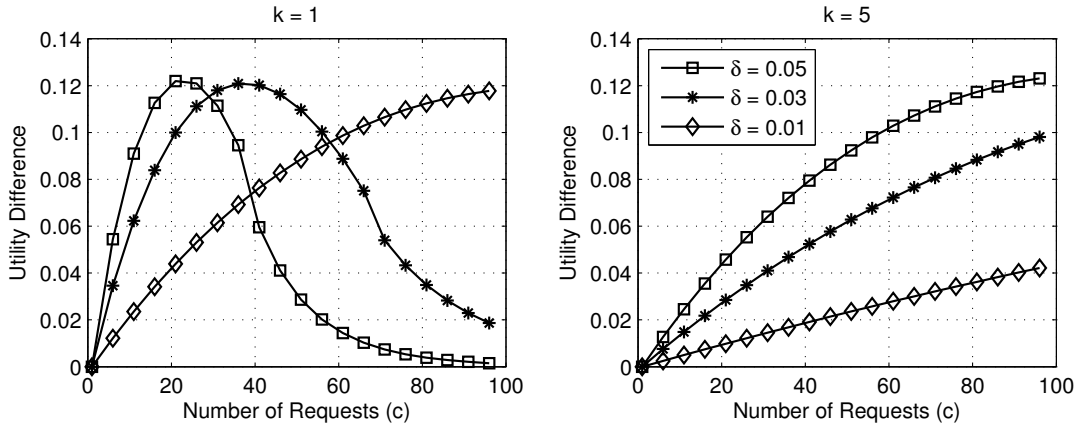 k = 1
0.14
0.12
0.1
0.08
0.06
0.04
0.02
0
Utility Difference
0 20 40 60 80 100
Number of Requests (c)
k = 5
0.14
0.12
0.1
0.08
0.06
0.04
0.02
0
Utility Difference
0 20 40 60 80 100
Number of Requests (c)
δ = 0.05
δ = 0.03
δ = 0.01